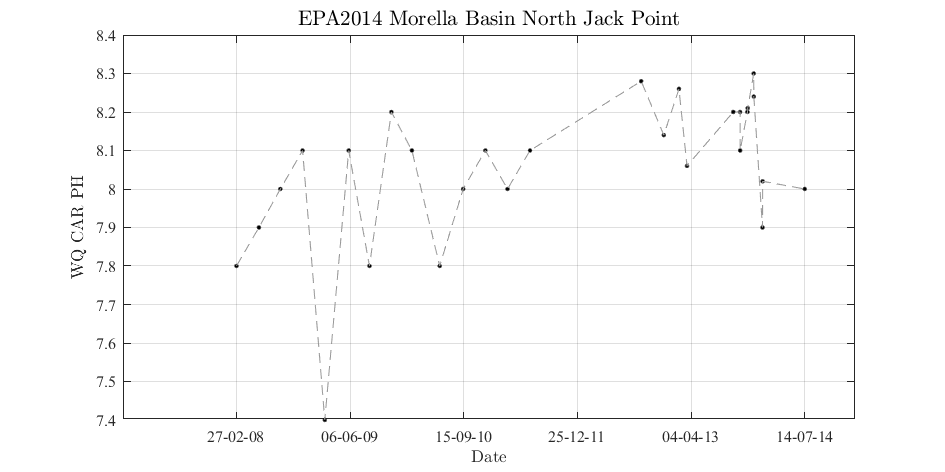 EPA2014 Morella Basin North Jack Point
8.4
8.3
8.2
8.1
8
7.9
7.8
7.7
7.6
7.5
7.4
WQ CAR PH
27-02-08 06-06-09 15-09-10 25-12-11 04-04-13 14-07-14
Date